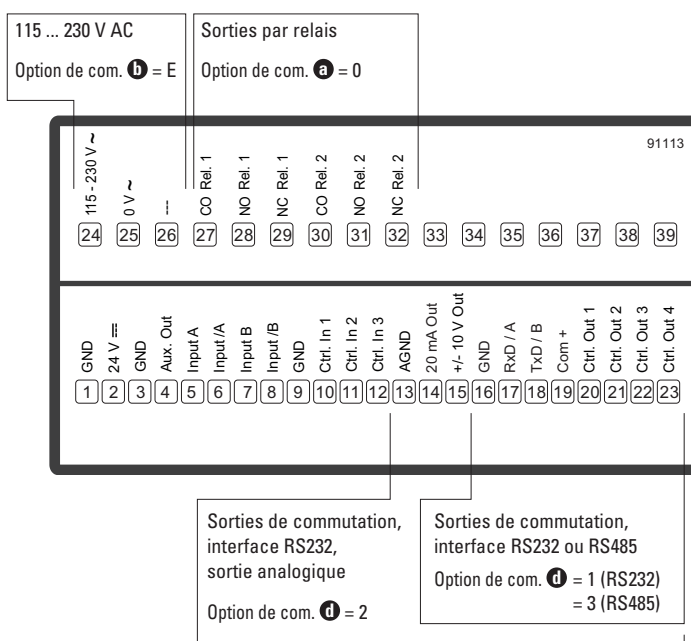 115 ... 230 V AC
Option de com. b = E
Sorties par relais
Option de com. a = 0
91113
115 - 230 V ~
0 V ~
---
CO Rel. 1
NO Rel. 1
NC Rel. 1
CO Rel. 2
NO Rel. 2
NC Rel. 2
24 25 26 27 28 29 30 31 32 33 34 35 36 37 38 39
GND
24 V ⎓
GND
Aux. Out
Input A
Input /A
Input B
Input /B
GND
Ctrl. In 1
Ctrl. In 2
Ctrl. In 3
AGND
20 mA Out
+/- 10 V Out
GND
RxD / A
TxD / B
Com +
Ctrl. Out 1
Ctrl. Out 2
Ctrl. Out 3
Ctrl. Out 4
1 2 3 4 5 6 7 8 9 10 11 12 13 14 15 16 17 18 19 20 21 22 23
Sorties de commutation,
interface RS232,
sortie analogique
Option de com. d = 2
Sorties de commutation,
interface RS232 ou RS485
Option de com. d = 1 (RS232)
= 3 (RS485)